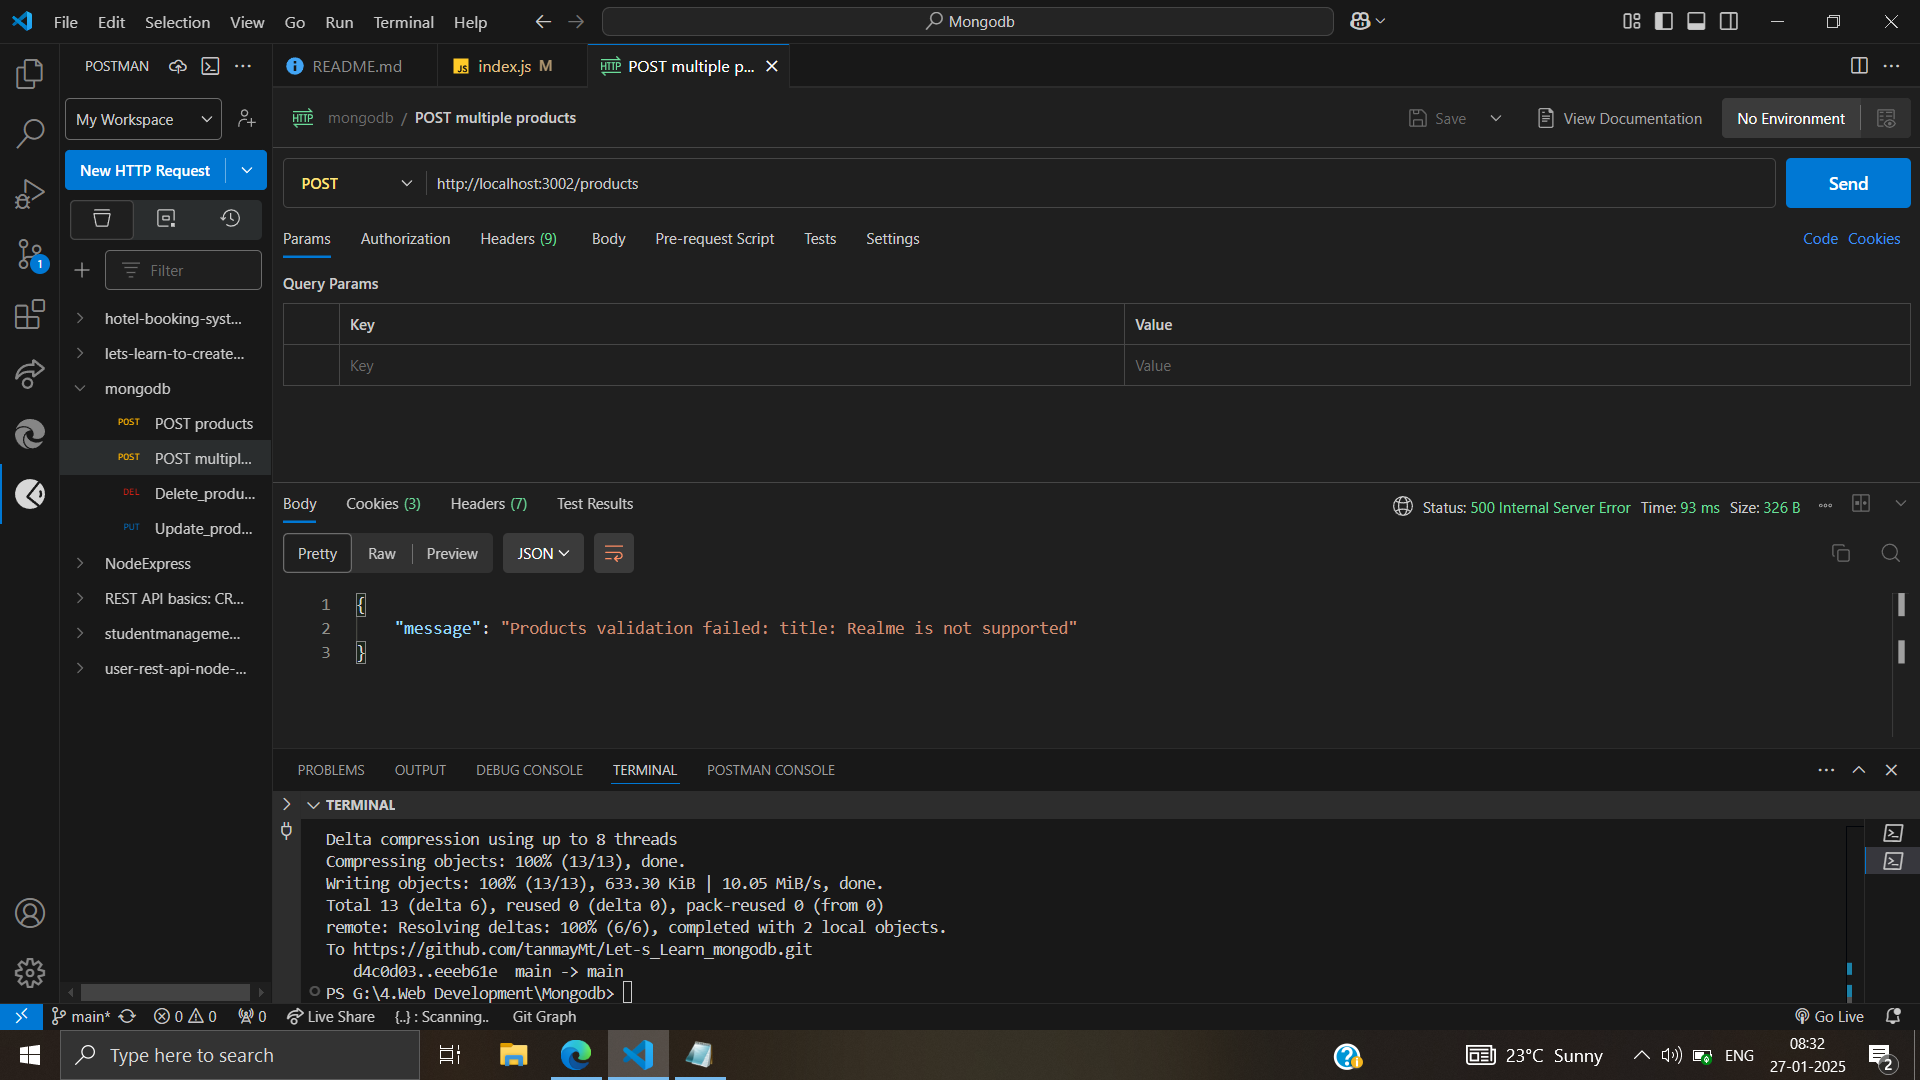 File Edit Selection View Go Run Terminal Help
Mongodb
POSTMAN
README.md
JS index.js M
HTTP POST multiple p...
My Workspace
HTTP mongodb / POST multiple products
Save
View Documentation
No Environment
New HTTP Request
POST
http://localhost:3002/products
Send
Params Authorization Headers (9) Body Pre-request Script Tests Settings
Code Cookies
1
Filter
Query Params
Key Value
Key Value
hotel-booking-syst...
lets-learn-to-create...
mongodb
POST POST products
POST POST multipl...
DEL Delete_produ...
PUT Update_prod...
NodeExpress
REST API basics: CR...
studentmanageme...
user-rest-api-node-...
Body Cookies (3) Headers (7) Test Results
Status: 500 Internal Server Error Time: 93 ms Size: 326 B
Pretty Raw Preview JSON
1 {
2 "message": "Products validation failed: title: Realme is not supported"
3 }
PROBLEMS OUTPUT DEBUG CONSOLE TERMINAL POSTMAN CONSOLE
TERMINAL
Delta compression using up to 8 threads
Compressing objects: 100% (13/13), done.
Writing objects: 100% (13/13), 633.30 KiB | 10.05 MiB/s, done.
Total 13 (delta 6), reused 0 (delta 0), pack-reused 0 (from 0)
remote: Resolving deltas: 100% (6/6), completed with 2 local objects.
To https://github.com/tanmayMt/Let-s_Learn_mongodb.git
d4c0d03..eeeb61e main -> main
PS G:\4.Web Development\Mongodb>
main* 0 0 0 Live Share {..} : Scanning.. Git Graph
Go Live
Type here to search
23°C Sunny
ENG
08:32
27-01-2025
2